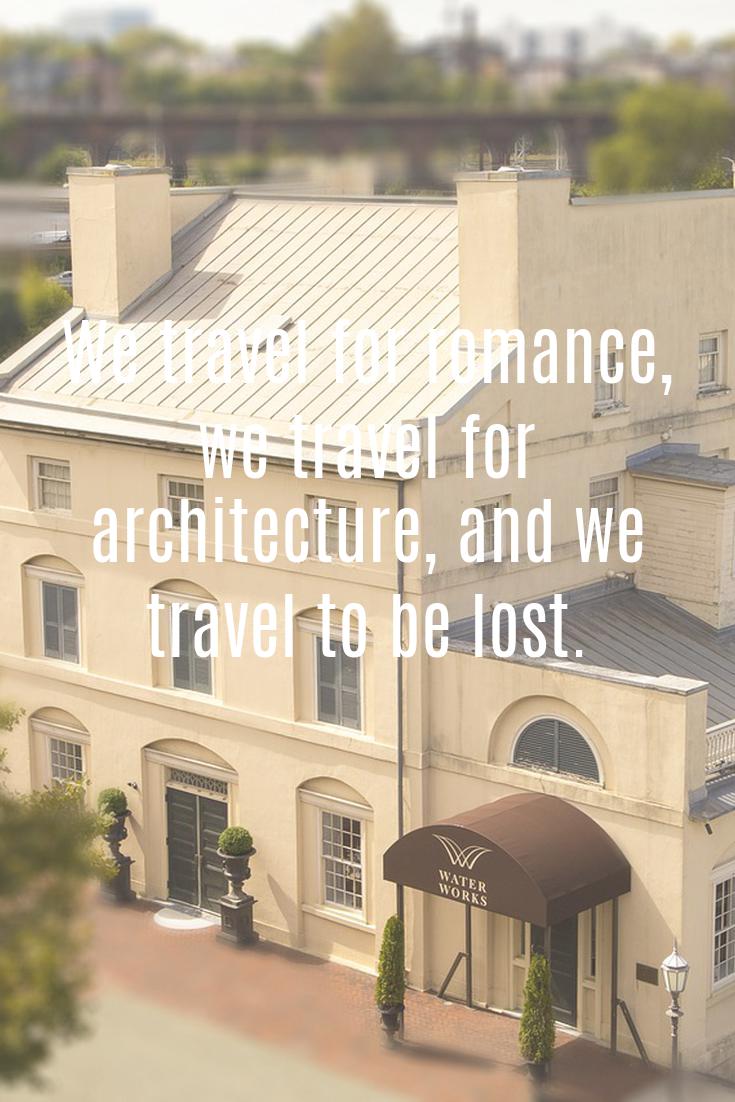 We travel for romance,
we travel for
architecture, and we
travel to be lost.
WATER
WORKS